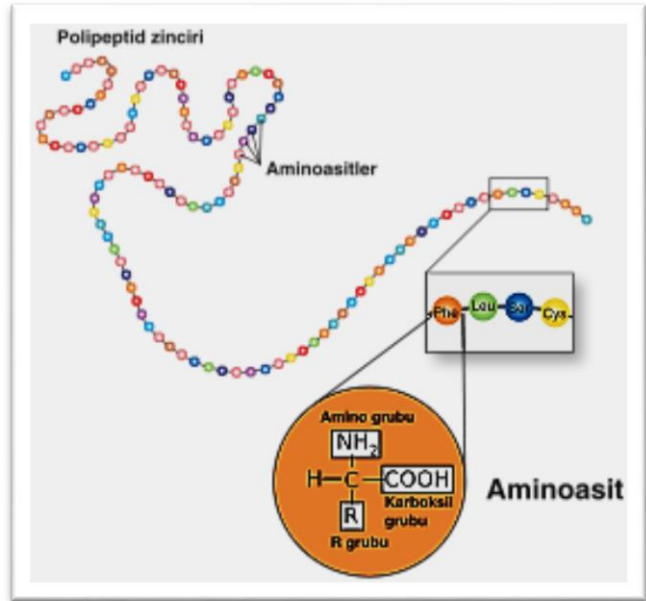 Polipeptid zinciri
Aminoasitler
Phe Leu Ser Cys
Amino grubu
NH₂
H—C—COOH
Karboksil
grubu
R
R grubu
Aminoasit